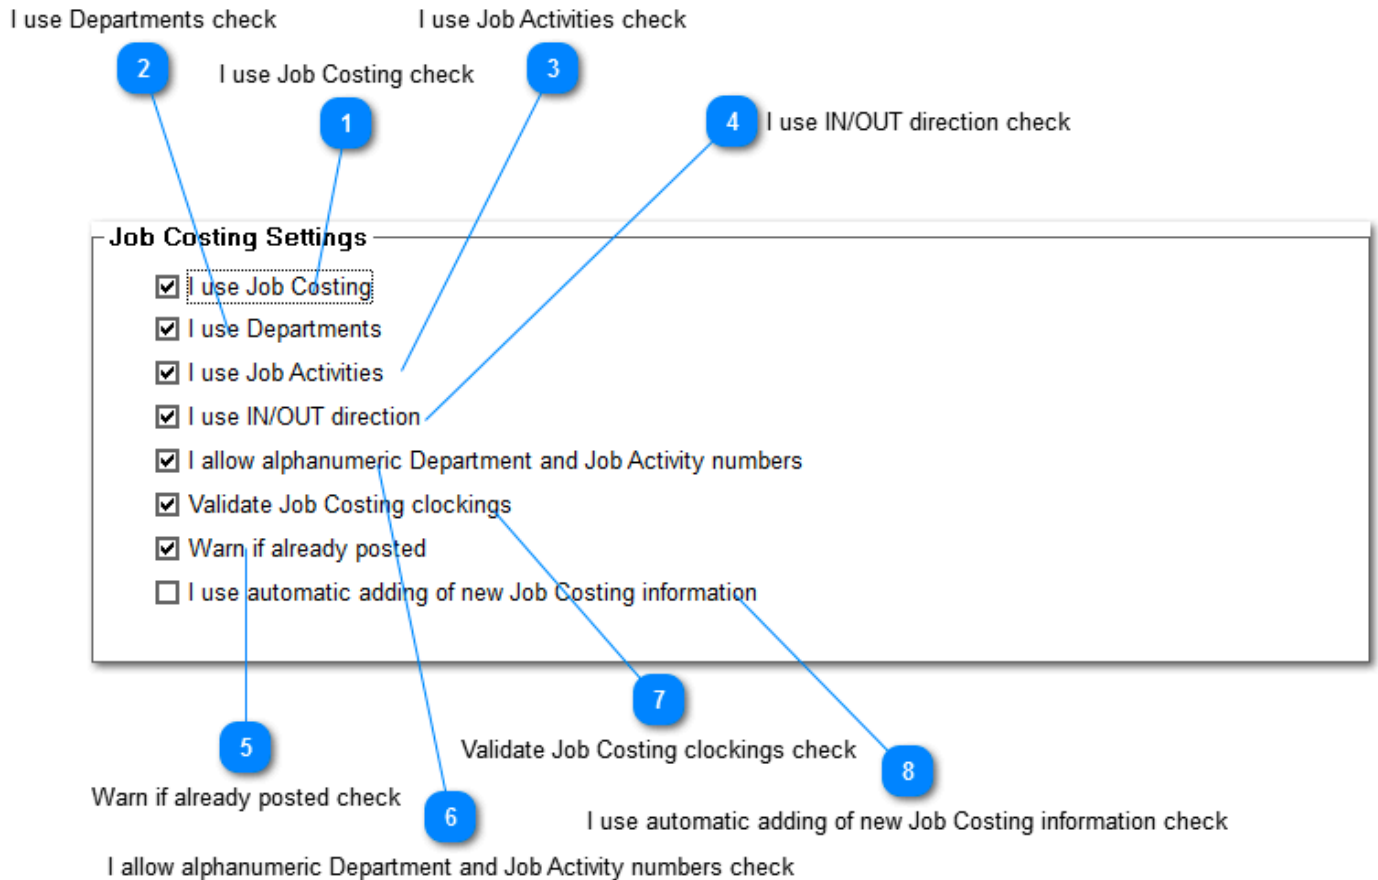 I use Departments check
I use Job Activities check
2
I use Job Costing check
3
1
4
I use IN/OUT direction check
Job Costing Settings
I use Job Costing
I use Departments
I use Job Activities
I use IN/OUT direction
I allow alphanumeric Department and Job Activity numbers
Validate Job Costing clockings
Warn if already posted
I use automatic adding of new Job Costing information
7
5
Validate Job Costing clockings check
8
Warn if already posted check
6
I use automatic adding of new Job Costing information check
I allow alphanumeric Department and Job Activity numbers check